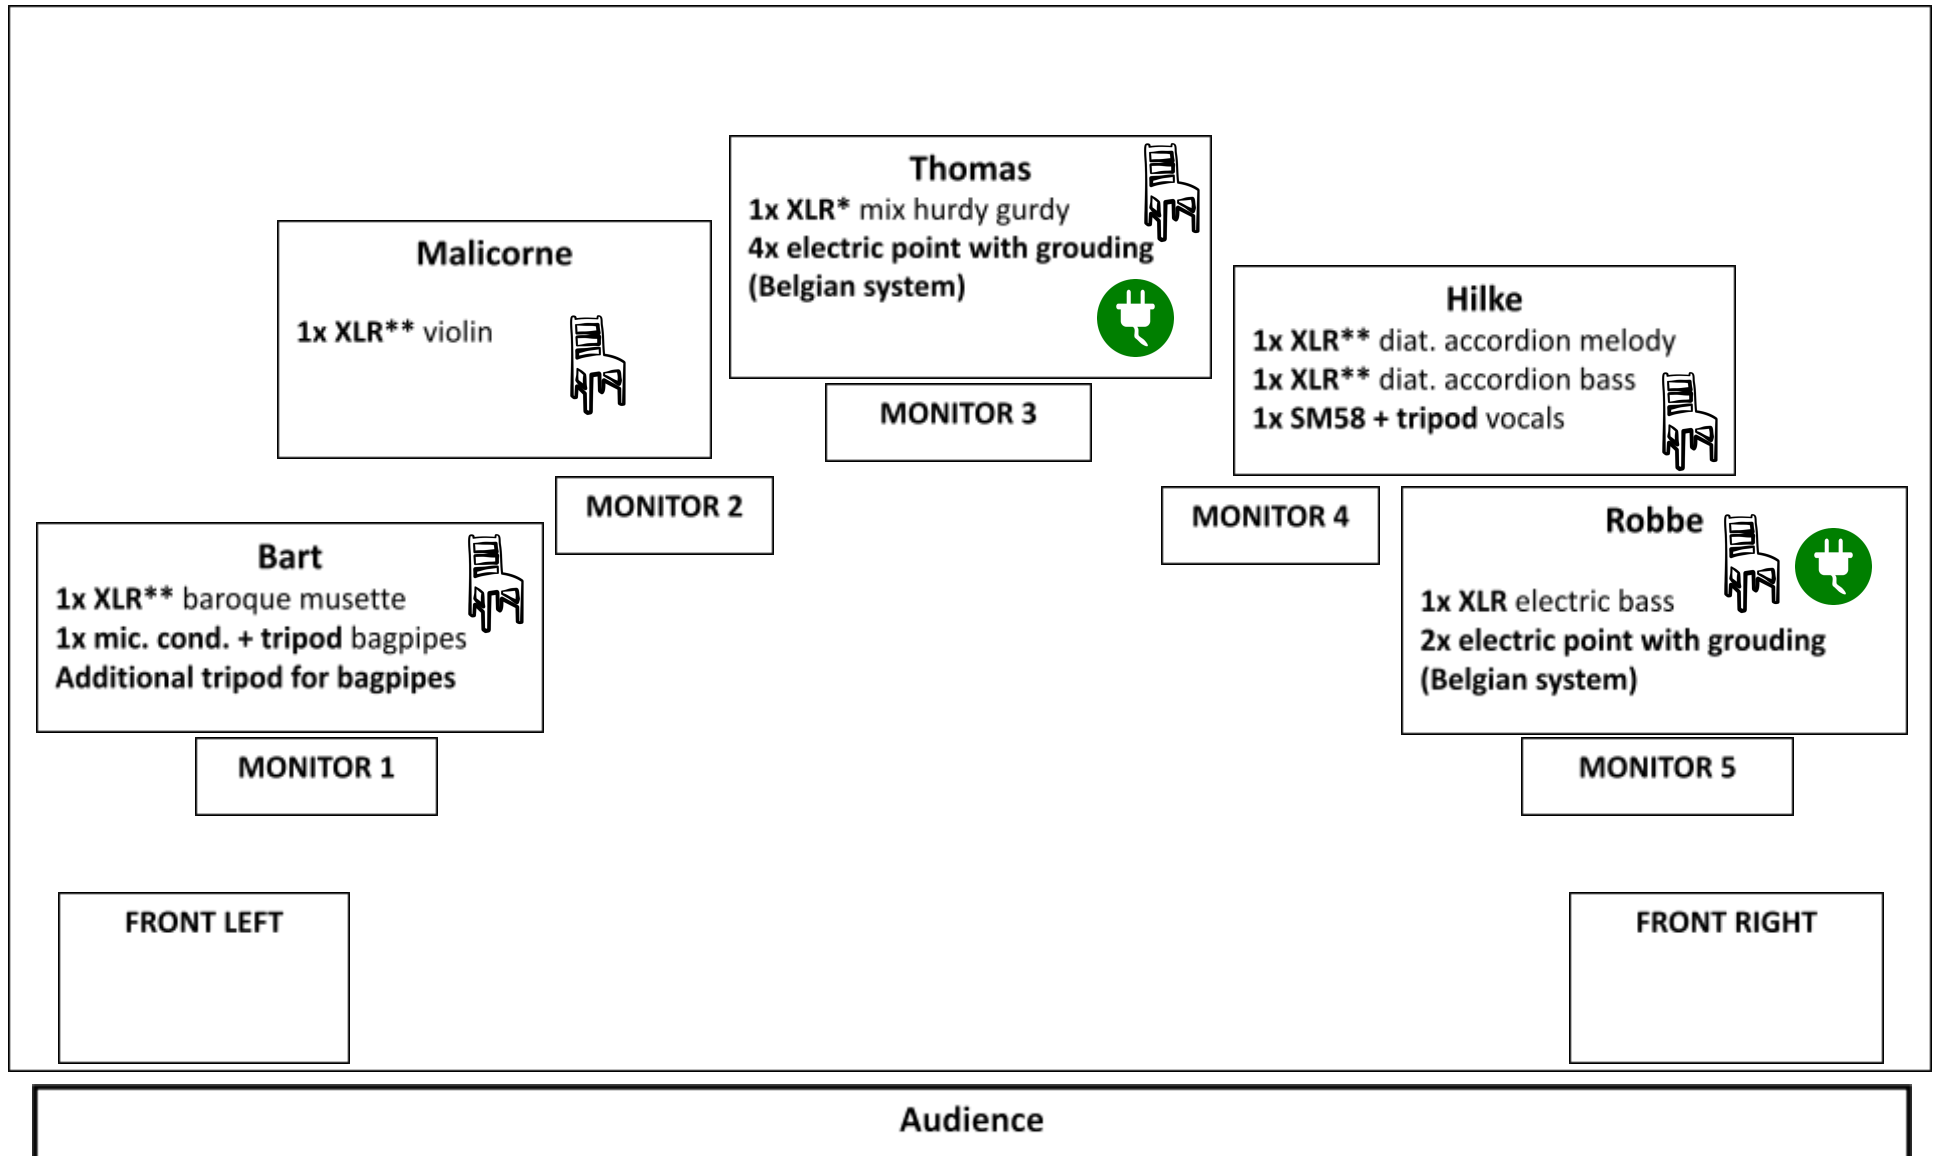 Thomas
1x XLR* mix hurdy gurdy
4x electric point with grouding
(Belgian system)
Malicorne
1x XLR** violin
MONITOR 3
Hilke
1x XLR** diat. accordion melody
1x XLR** diat. accordion bass
1x SM58 + tripod vocals
MONITOR 2
MONITOR 4
Bart
1x XLR** baroque musette
1x mic. cond. + tripod bagpipes
Additional tripod for bagpipes
Robbe
1x XLR electric bass
2x electric point with grouding
(Belgian system)
MONITOR 1
MONITOR 5
FRONT LEFT
FRONT RIGHT
Audience